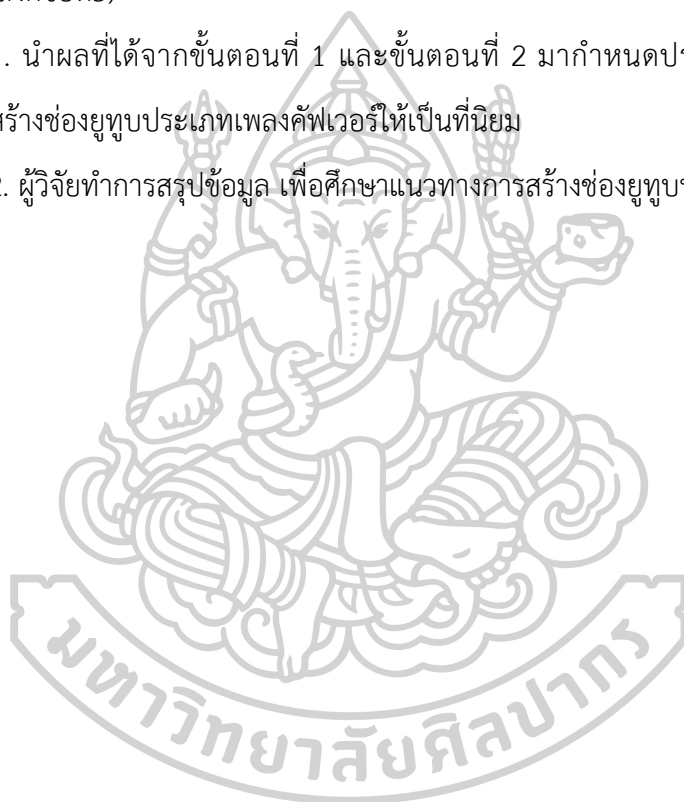 . นำผลที่ได้จากขั้นตอนที่ 1 และขั้นตอนที่ 2 มากำหนดปร
สร้างช่องยูทูบประเภทเพลงคัฟเวอร์ให้เป็นที่นิยม
. ผู้วิจัยทำการสรุปข้อมูล เพื่อศึกษาแนวทางการสร้างช่องยูทูบ
มหาวิทยาลัยศิลปากร